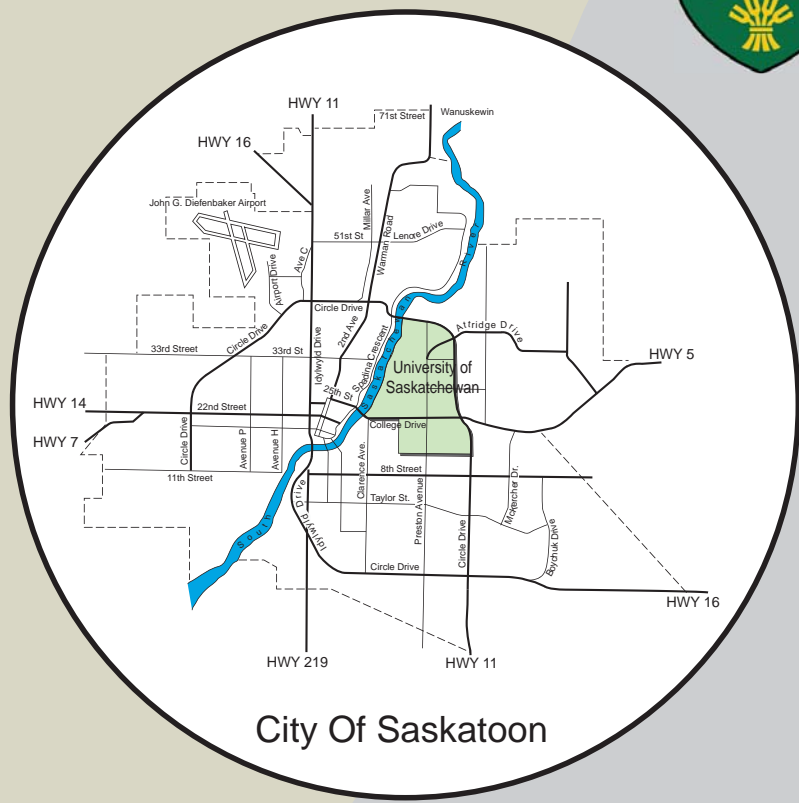 HWY 11
71st Street
Wanuskewin
HWY 16
John G. Diefenbaker Airport
Millar Ave
Warman Road
51st St
Lenore Drive
Ave C
Airport Drive
Circle Drive
2nd Ave
Idylwyld Drive
Spadina Crescent
South Saskatchewan River
Attridge Drive
Circle Drive
33rd Street
33rd St
HWY 5
University of
Saskatchewan
25th St
HWY 14
22nd Street
College Drive
HWY 7
Circle Drive
Avenue P
Avenue H
Clarence Ave.
Preston Avenue
8th Street
11th Street
Idylwyld Drive
Taylor St.
McKercher Dr.
Circle Drive
Boychuk Drive
Circle Drive
HWY 16
HWY 219
HWY 11
City Of Saskatoon